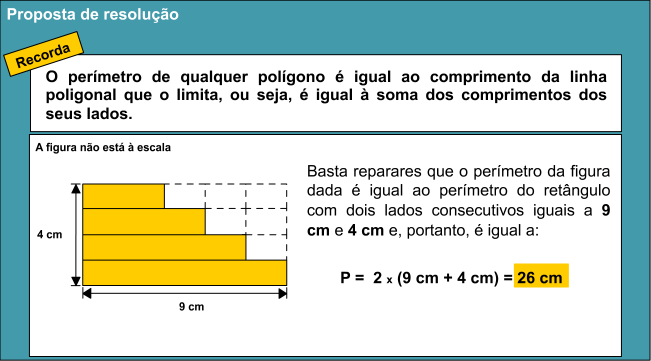 Proposta de resolução
Recorda
O perímetro de qualquer polígono é igual ao comprimento da linha
poligonal que o limita, ou seja, é igual à soma dos comprimentos dos
seus lados.
A figura não está à escala
Basta reparares que o perímetro da figura
dada é igual ao perímetro do retângulo
com dois lados consecutivos iguais a 9
cm e 4 cm e, portanto, é igual a:
4 cm
P = 2 x (9 cm + 4 cm) = 26 cm
9 cm